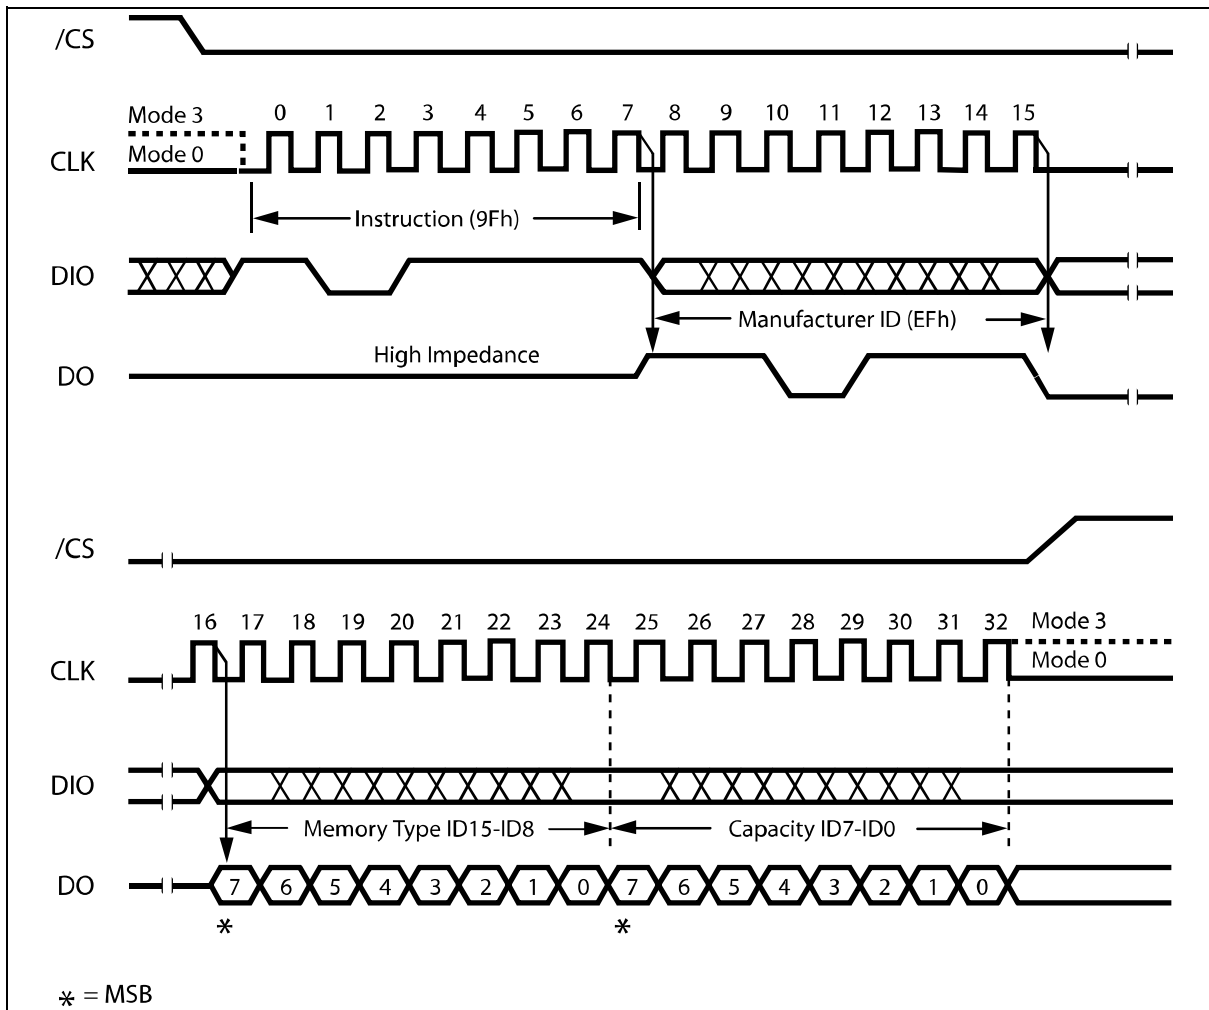 /CS
Mode 3
0 1 2 3 4 5 6 7 8 9 10 11 12 13 14 15
Mode 0
CLK
Instruction (9Fh)
DIO
Manufacturer ID (EFh)
High Impedance
DO
/CS
16 17 18 19 20 21 22 23 24 25 26 27 28 29 30 31 32
Mode 3
CLK
Mode 0
DIO
Memory Type ID15-ID8
Capacity ID7-ID0
DO
7 6 5 4 3 2 1 0 7 6 5 4 3 2 1 0
* *
* = MSB